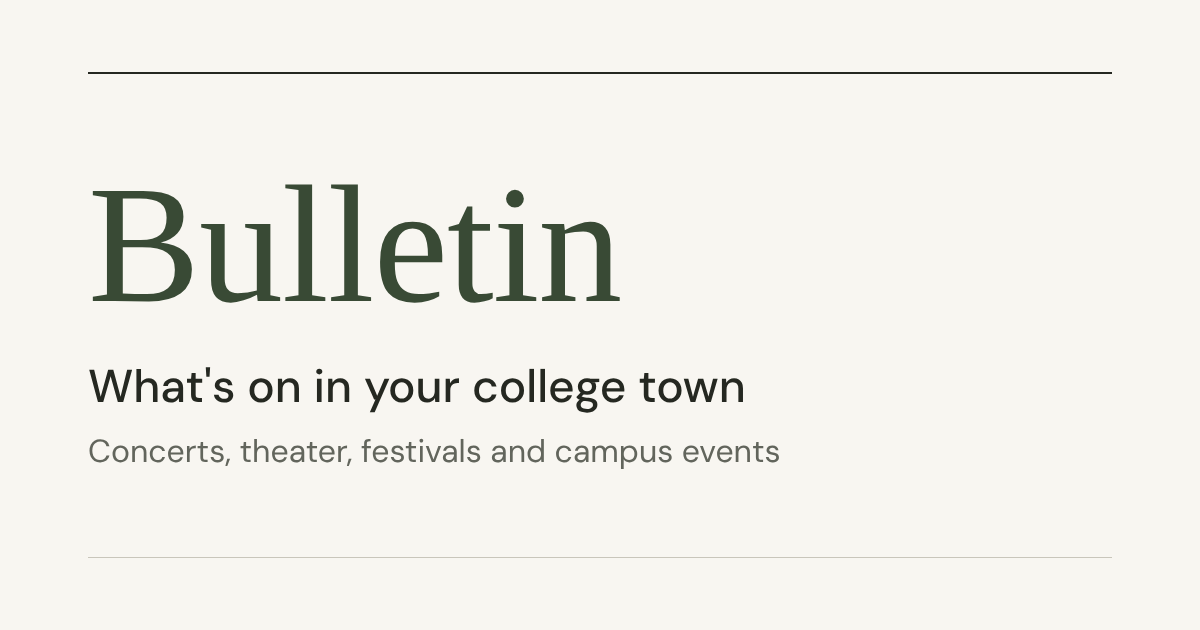 Bulletin
What's on in your college town
Concerts, theater, festivals and campus events